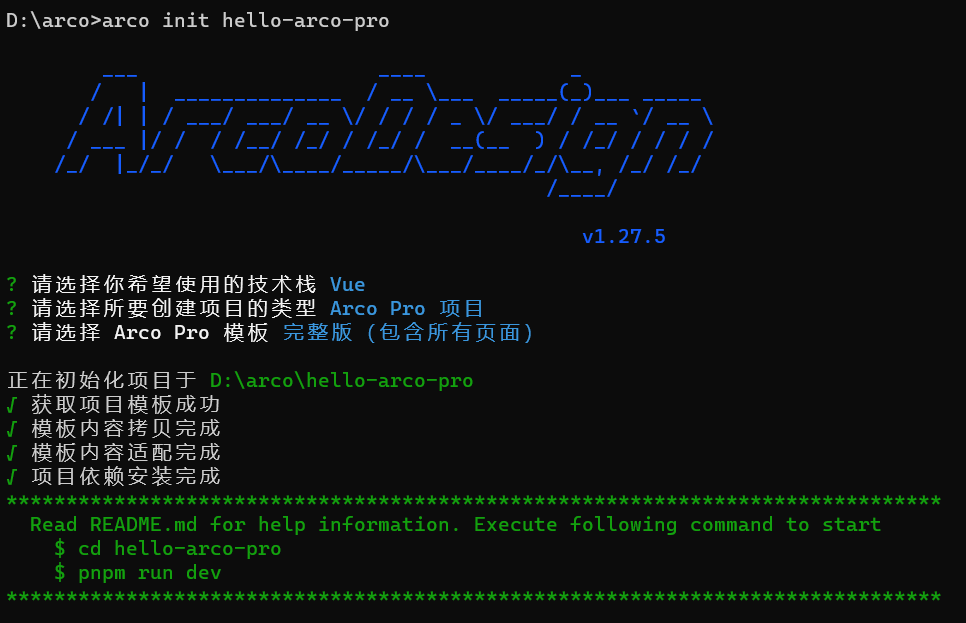 D:\arco>arco init hello-arco-pro
ArcoDesign
v1.27.5
? 请选择你希望使用的技术栈 Vue
? 请选择所要创建项目的类型 Arco Pro 项目
? 请选择 Arco Pro 模板 完整版（包含所有页面）
正在初始化项目于 D:\arco\hello-arco-pro
√ 获取项目模板成功
√ 模板内容拷贝完成
√ 模板内容适配完成
√ 项目依赖安装完成
******************************************************************************
Read README.md for help information. Execute following command to start
$ cd hello-arco-pro
$ pnpm run dev
******************************************************************************